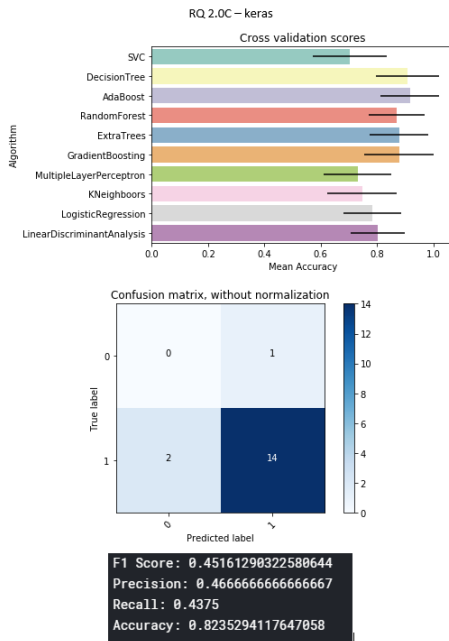 RQ 2.0C – keras
Cross validation scores
SVC
DecisionTree
AdaBoost
RandomForest
ExtraTrees
GradientBoosting
MultipleLayerPerceptron
KNeighboors
LogisticRegression
LinearDiscriminantAnalysis
Algorithm
0.0 0.2 0.4 0.6 0.8 1.0
Mean Accuracy
Confusion matrix, without normalization
0 0 1
1 2 14
True label
0 1
Predicted label
14
12
10
8
6
4
2
0
F1 Score: 0.45161290322580644
Precision: 0.4666666666666667
Recall: 0.4375
Accuracy: 0.8235294117647058